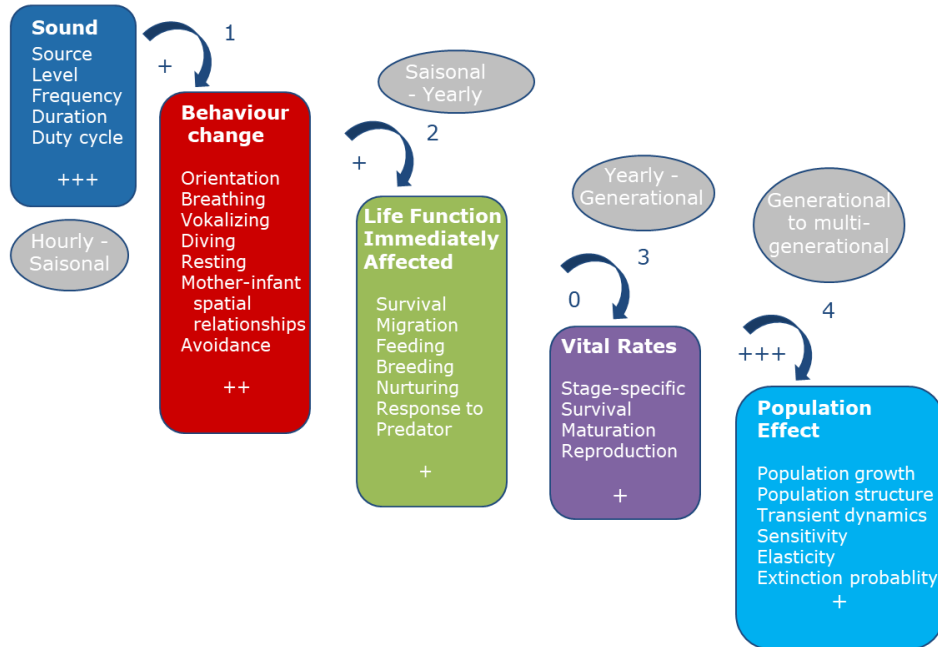 Sound
Source
Level
Frequency
Duration
Duty cycle
+++
Hourly -
Saisonal
1
+
Behaviour
change
Orientation
Breathing
Vokalizing
Diving
Resting
Mother-infant
spatial
relationships
Avoidance
++
Saisonal
- Yearly
2
+
Life Function
Immediately
Affected
Survival
Migration
Feeding
Breeding
Nurturing
Response to
Predator
+
Yearly -
Generational
3
0
Vital Rates
Stage-specific
Survival
Maturation
Reproduction
+
Generational
to multi-
generational
4
+++
Population
Effect
Population growth
Population structure
Transient dynamics
Sensitivity
Elasticity
Extinction probablity
+